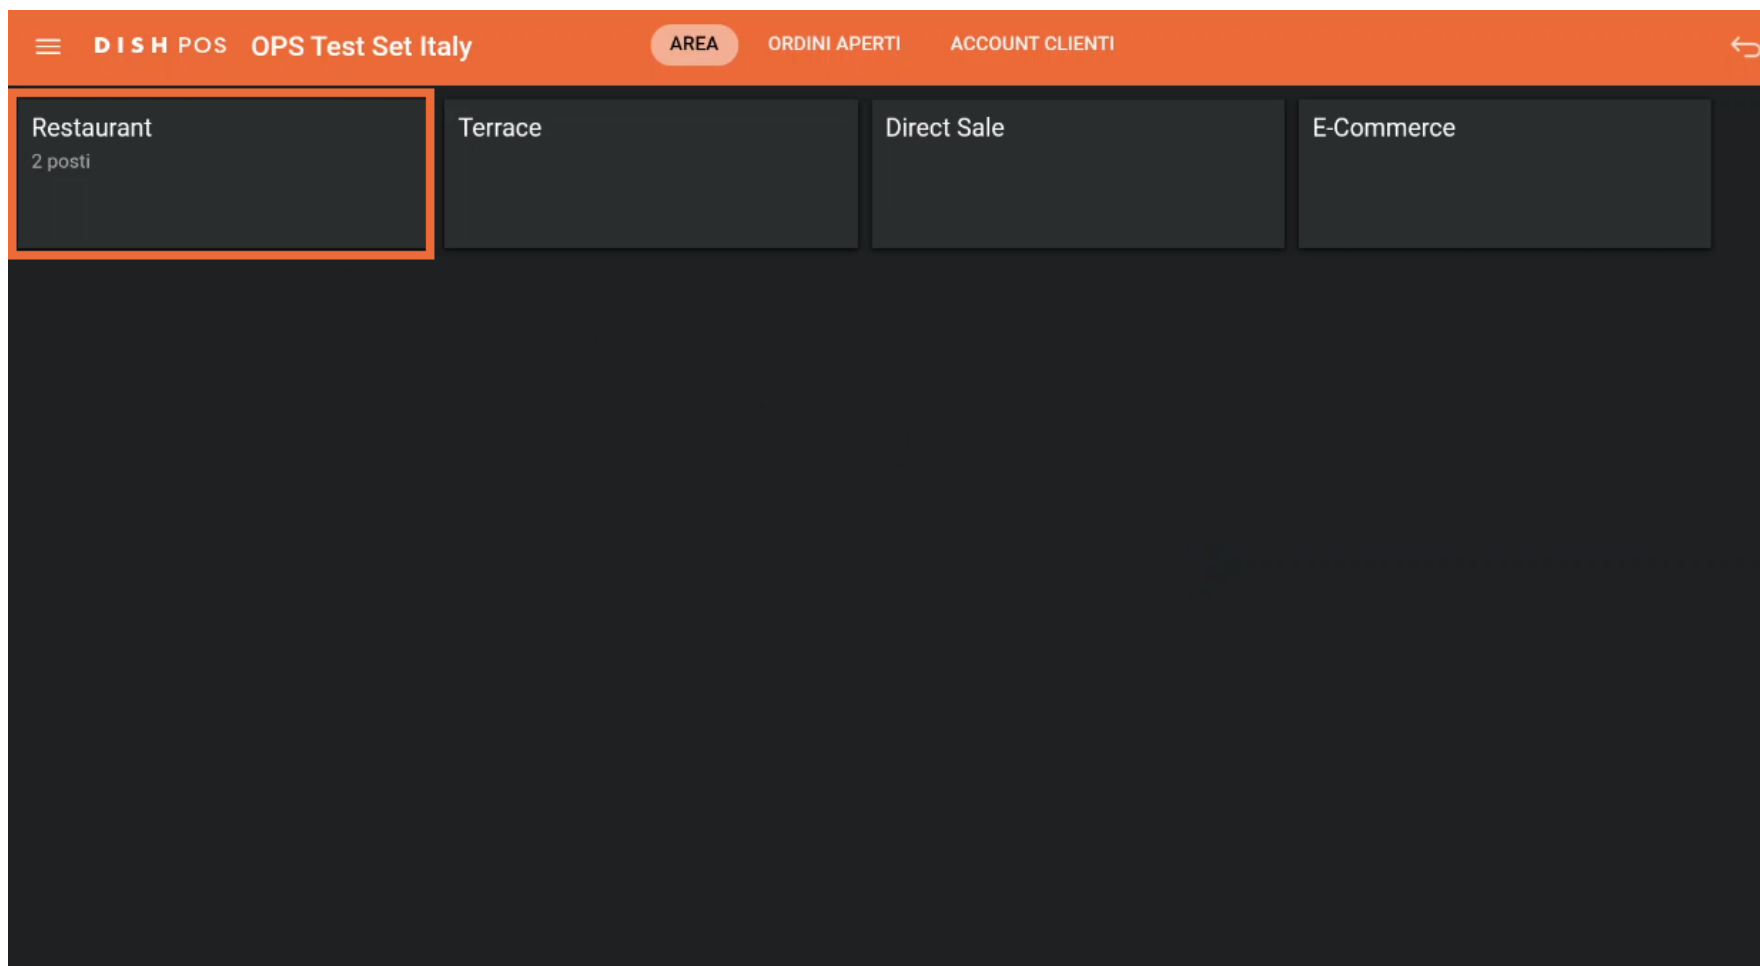 DISH POS OPS Test Set Italy AREA ORDINI APERTI ACCOUNT CLIENTI
Restaurant
2 posti
Terrace
Direct Sale
E-Commerce